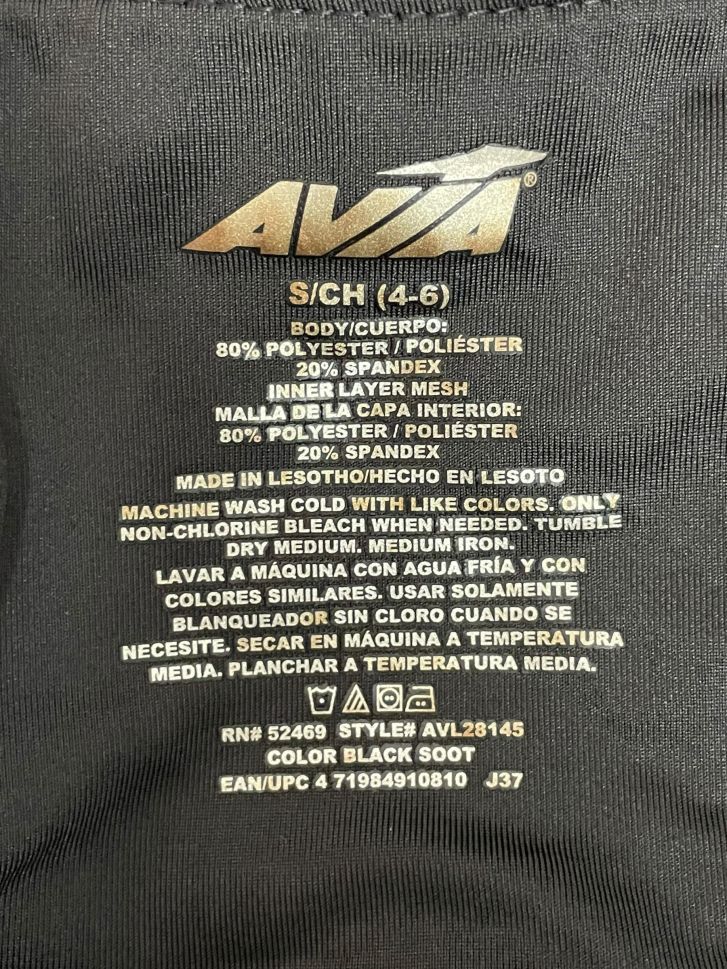 AVIA®
S/CH (4-6)
BODY/CUERPO:
80% POLYESTER / POLIÉSTER
20% SPANDEX
INNER LAYER MESH
MALLA DE LA CAPA INTERIOR:
80% POLYESTER / POLIÉSTER
20% SPANDEX
MADE IN LESOTHO/HECHO EN LESOTO
MACHINE WASH COLD WITH LIKE COLORS. ONLY
NON-CHLORINE BLEACH WHEN NEEDED. TUMBLE
DRY MEDIUM. MEDIUM IRON.
LAVAR A MÁQUINA CON AGUA FRÍA Y CON
COLORES SIMILARES. USAR SOLAMENTE
BLANQUEADOR SIN CLORO CUANDO SE
NECESITE. SECAR EN MÁQUINA A TEMPERATURA
MEDIA. PLANCHAR A TEMPERATURA MEDIA.
RN# 52469 STYLE# AVL28145
COLOR BLACK SOOT
EAN/UPC 4 71984910810 J37